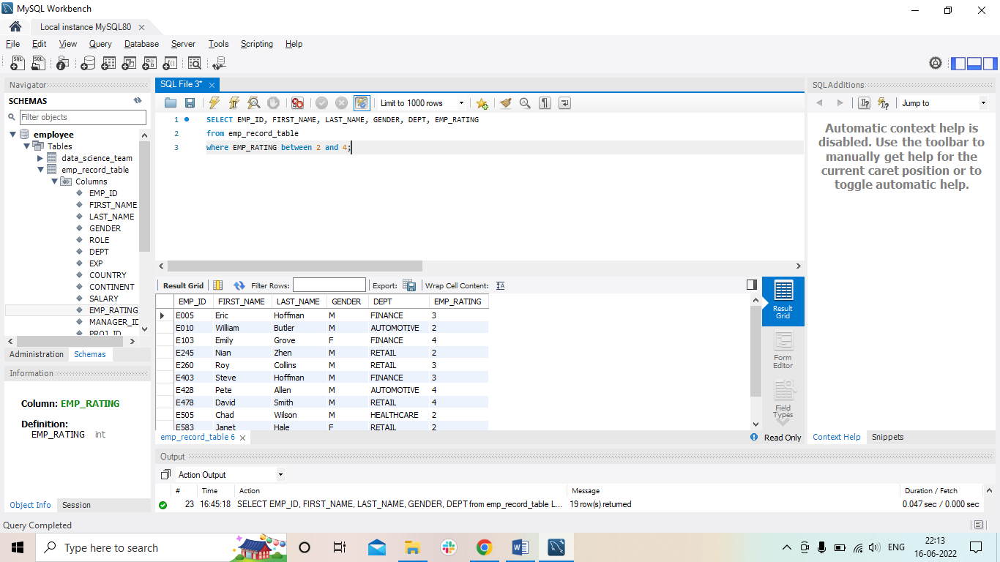 MySQL Workbench
Local instance MySQL80
File Edit View Query Database Server Tools Scripting Help
Navigator
SCHEMAS
Filter objects
employee
Tables
data_science_team
emp_record_table
Columns
EMP_ID
FIRST_NAME
LAST_NAME
GENDER
ROLE
DEPT
EXP
COUNTRY
CONTINENT
SALARY
EMP_RATING
MANAGER_ID
PROJ_ID
Administration Schemas
Information
Column: EMP_RATING
Definition:
EMP_RATING int
Object Info Session
SQL File 3*
Limit to 1000 rows
1 SELECT EMP_ID, FIRST_NAME, LAST_NAME, GENDER, DEPT, EMP_RATING
2 from emp_record_table
3 where EMP_RATING between 2 and 4;
Result Grid Filter Rows: Export: Wrap Cell Content:
EMP_ID FIRST_NAME LAST_NAME GENDER DEPT EMP_RATING
E005 Eric Hoffman M FINANCE 3
E010 William Butler M AUTOMOTIVE 2
E103 Emily Grove F FINANCE 4
E245 Nian Zhen M RETAIL 2
E260 Roy Collins M RETAIL 3
E403 Steve Hoffman M FINANCE 3
E428 Pete Allen M AUTOMOTIVE 4
E478 David Smith M RETAIL 4
E505 Chad Wilson M HEALTHCARE 2
E583 Janet Hale F RETAIL 2
Result
Grid
Form
Editor
Field
Types
emp_record_table 6
Read Only
SQLAdditions
Jump to
Automatic context help is
disabled. Use the toolbar to
manually get help for the
current caret position or to
toggle automatic help.
Context Help Snippets
Output
Action Output
# Time Action Message Duration / Fetch
23 16:45:18 SELECT EMP_ID, FIRST_NAME, LAST_NAME, GENDER, DEPT from emp_record_table L... 19 row(s) returned 0.047 sec / 0.000 sec
Query Completed
Type here to search
ENG
22:13
16-06-2022